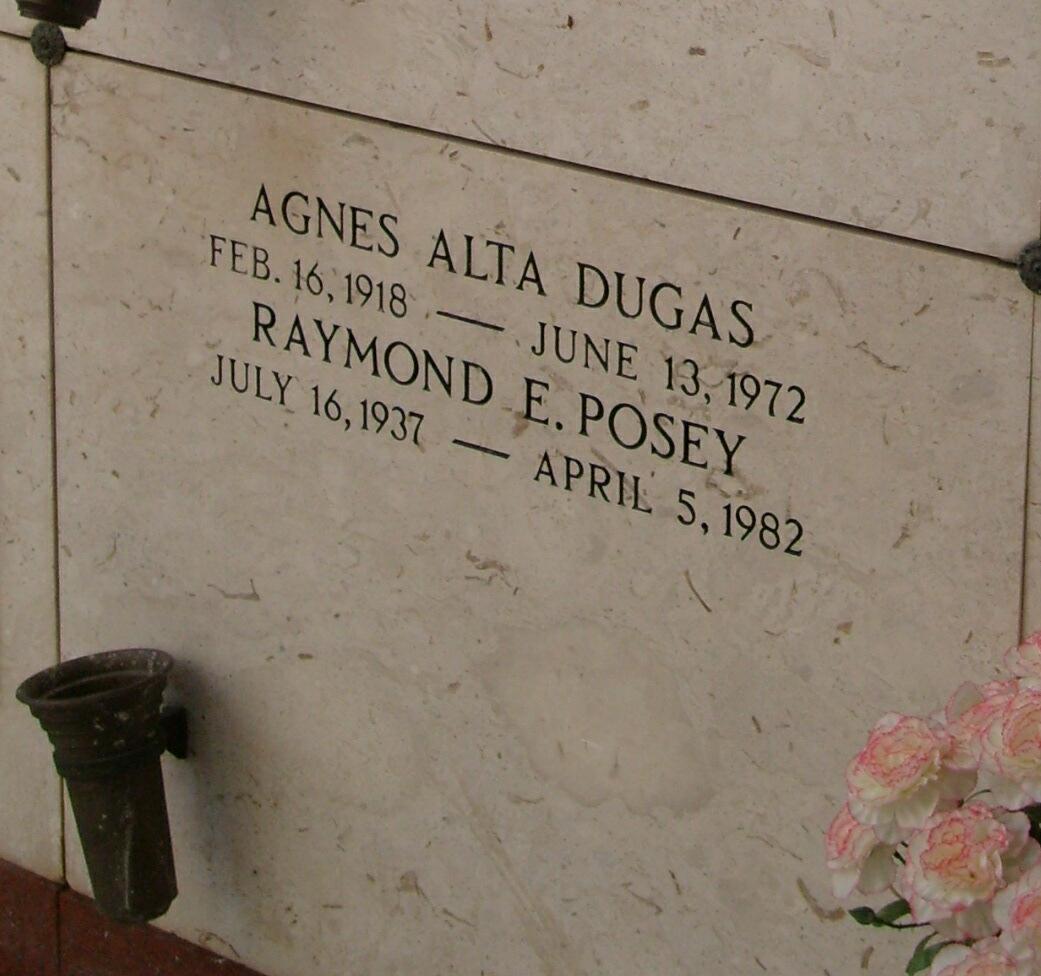 AGNES ALTA DUGAS
FEB. 16, 1918 — JUNE 13, 1972
RAYMOND E. POSEY
JULY 16, 1937 — APRIL 5, 1982